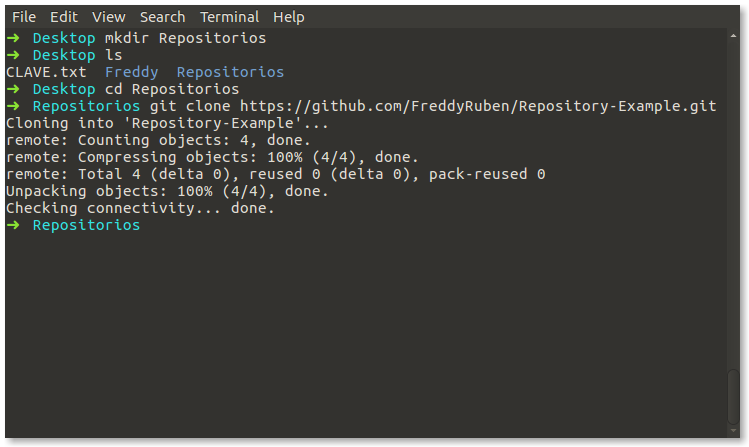 File Edit View Search Terminal Help
➜ Desktop mkdir Repositorios
➜ Desktop ls
CLAVE.txt Freddy Repositorios
➜ Desktop cd Repositorios
➜ Repositorios git clone https://github.com/FreddyRuben/Repository-Example.git
Cloning into 'Repository-Example'...
remote: Counting objects: 4, done.
remote: Compressing objects: 100% (4/4), done.
remote: Total 4 (delta 0), reused 0 (delta 0), pack-reused 0
Unpacking objects: 100% (4/4), done.
Checking connectivity... done.
➜ Repositorios